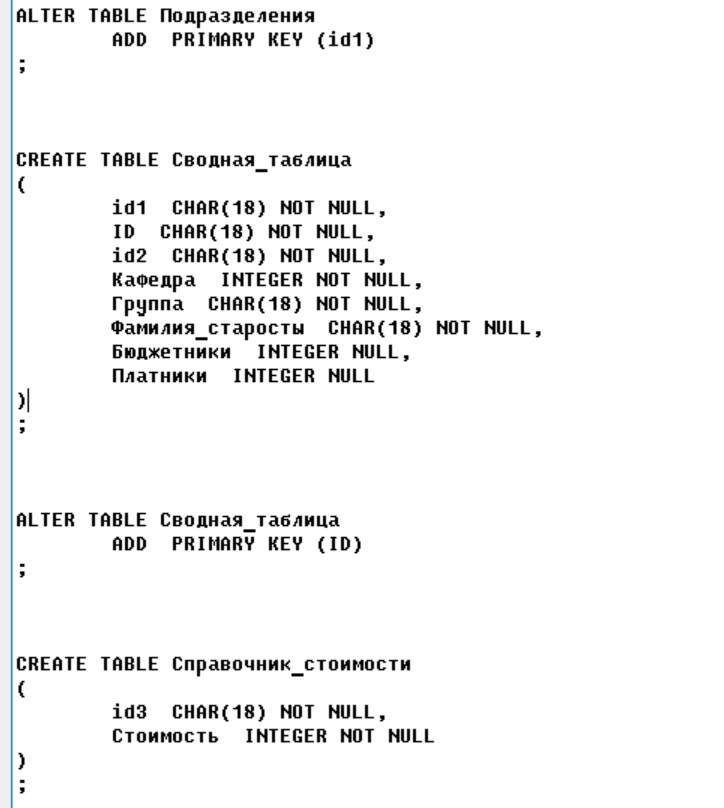 ALTER TABLE Подразделения
ADD  PRIMARY KEY (id1)
;
CREATE TABLE Сводная_таблица
(
id1  CHAR(18) NOT NULL,
ID  CHAR(18) NOT NULL,
id2  CHAR(18) NOT NULL,
Кафедра  INTEGER NOT NULL,
Группа  CHAR(18) NOT NULL,
Фамилия_старосты  CHAR(18) NOT NULL,
Бюджетники  INTEGER NULL,
Платники  INTEGER NULL
)
;
ALTER TABLE Сводная_таблица
ADD  PRIMARY KEY (ID)
;
CREATE TABLE Справочник_стоимости
(
id3  CHAR(18) NOT NULL,
Стоимость  INTEGER NOT NULL
)
;